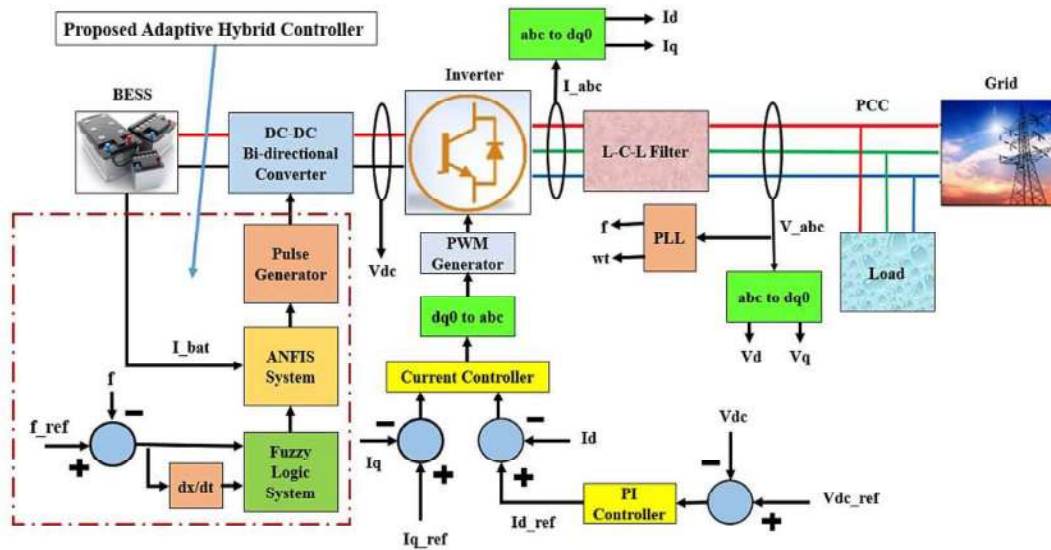 Proposed Adaptive Hybrid Controller
abc to dq0
Id
Iq
BESS
Inverter
I_abc
PCC
Grid
DC-DC
Bi-directional
Converter
L-C-L Filter
Pulse
Generator
Vdc
PWM
Generator
f
wt
PLL
V_abc
Load
dq0 to abc
abc to dq0
Vd
Vq
I_bat
ANFIS
System
Current Controller
f
−
f_ref
+
Fuzzy
Logic
System
dx/dt
−
Iq
+
Iq_ref
−
Id
+
Id_ref
PI
Controller
Vdc
−
Vdc_ref
+